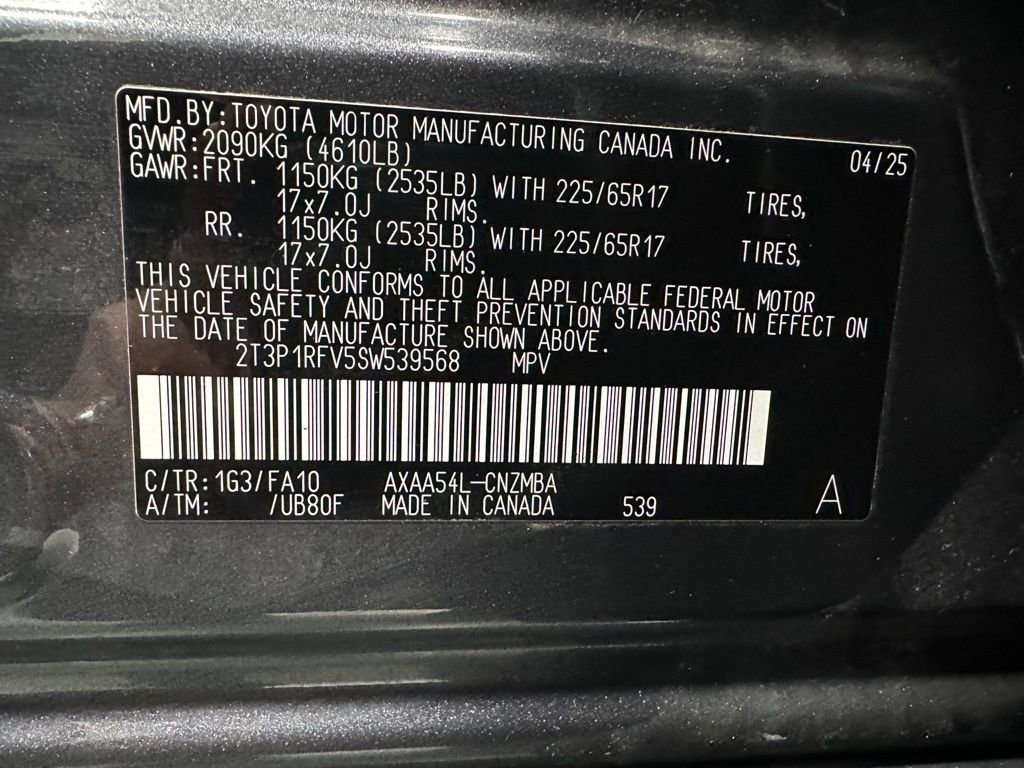 MFD.BY:TOYOTA MOTOR MANUFACTURING CANADA INC. 04/25
GVWR:2090KG (4610LB)
GAWR:FRT. 1150KG (2535LB) WITH 225/65R17 TIRES,
17x7.0J RIMS.
RR. 1150KG (2535LB) WITH 225/65R17 TIRES,
17x7.0J RIMS.
THIS VEHICLE CONFORMS TO ALL APPLICABLE FEDERAL MOTOR
VEHICLE SAFETY AND THEFT PREVENTION STANDARDS IN EFFECT ON
THE DATE OF MANUFACTURE SHOWN ABOVE.
2T3P1RFV5SW539568 MPV
C/TR:1G3/FA10 AXAA54L-CNZMBA
A/TM: /UB80F MADE IN CANADA 539 A